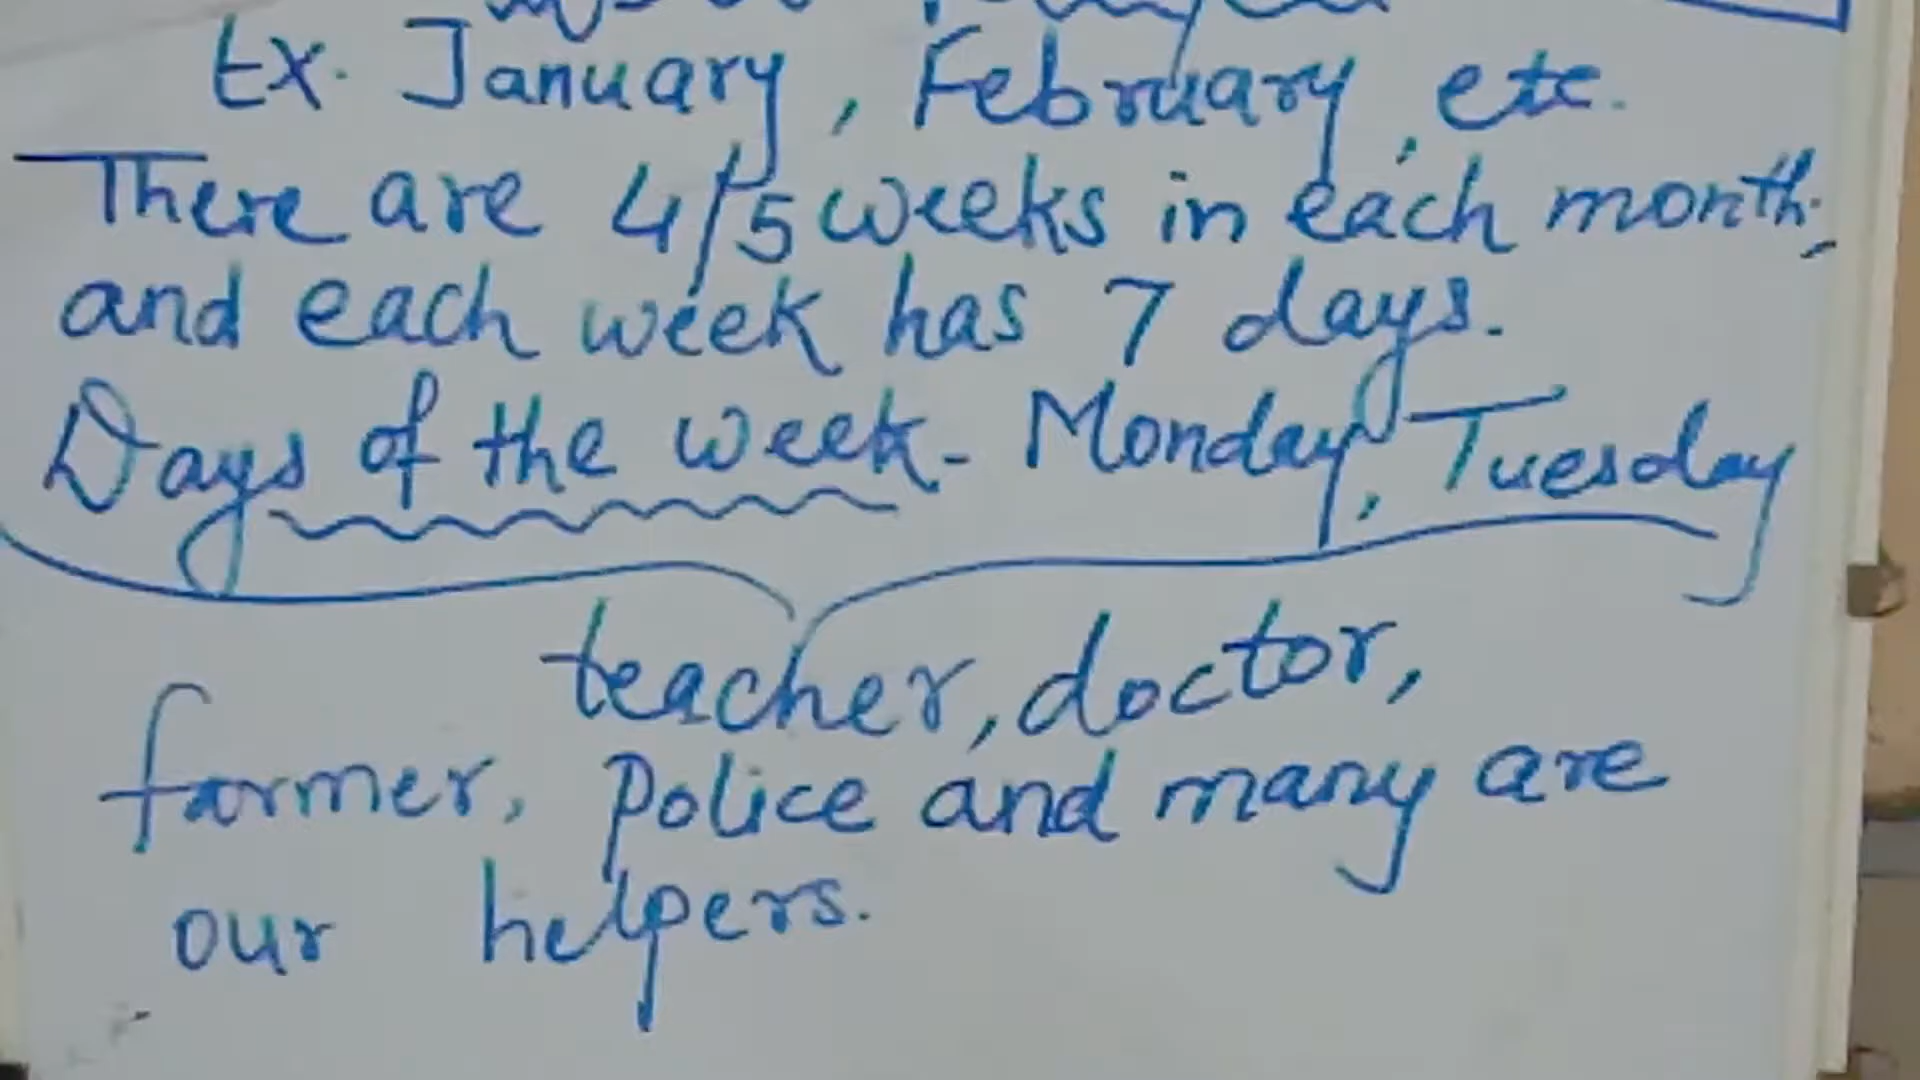 Ex. January, February, etc.
There are 4/5 weeks in each month,
and each week has 7 days.
Days of the week - Monday, Tuesday
teacher, doctor,
farmer, police and many are
our helpers.